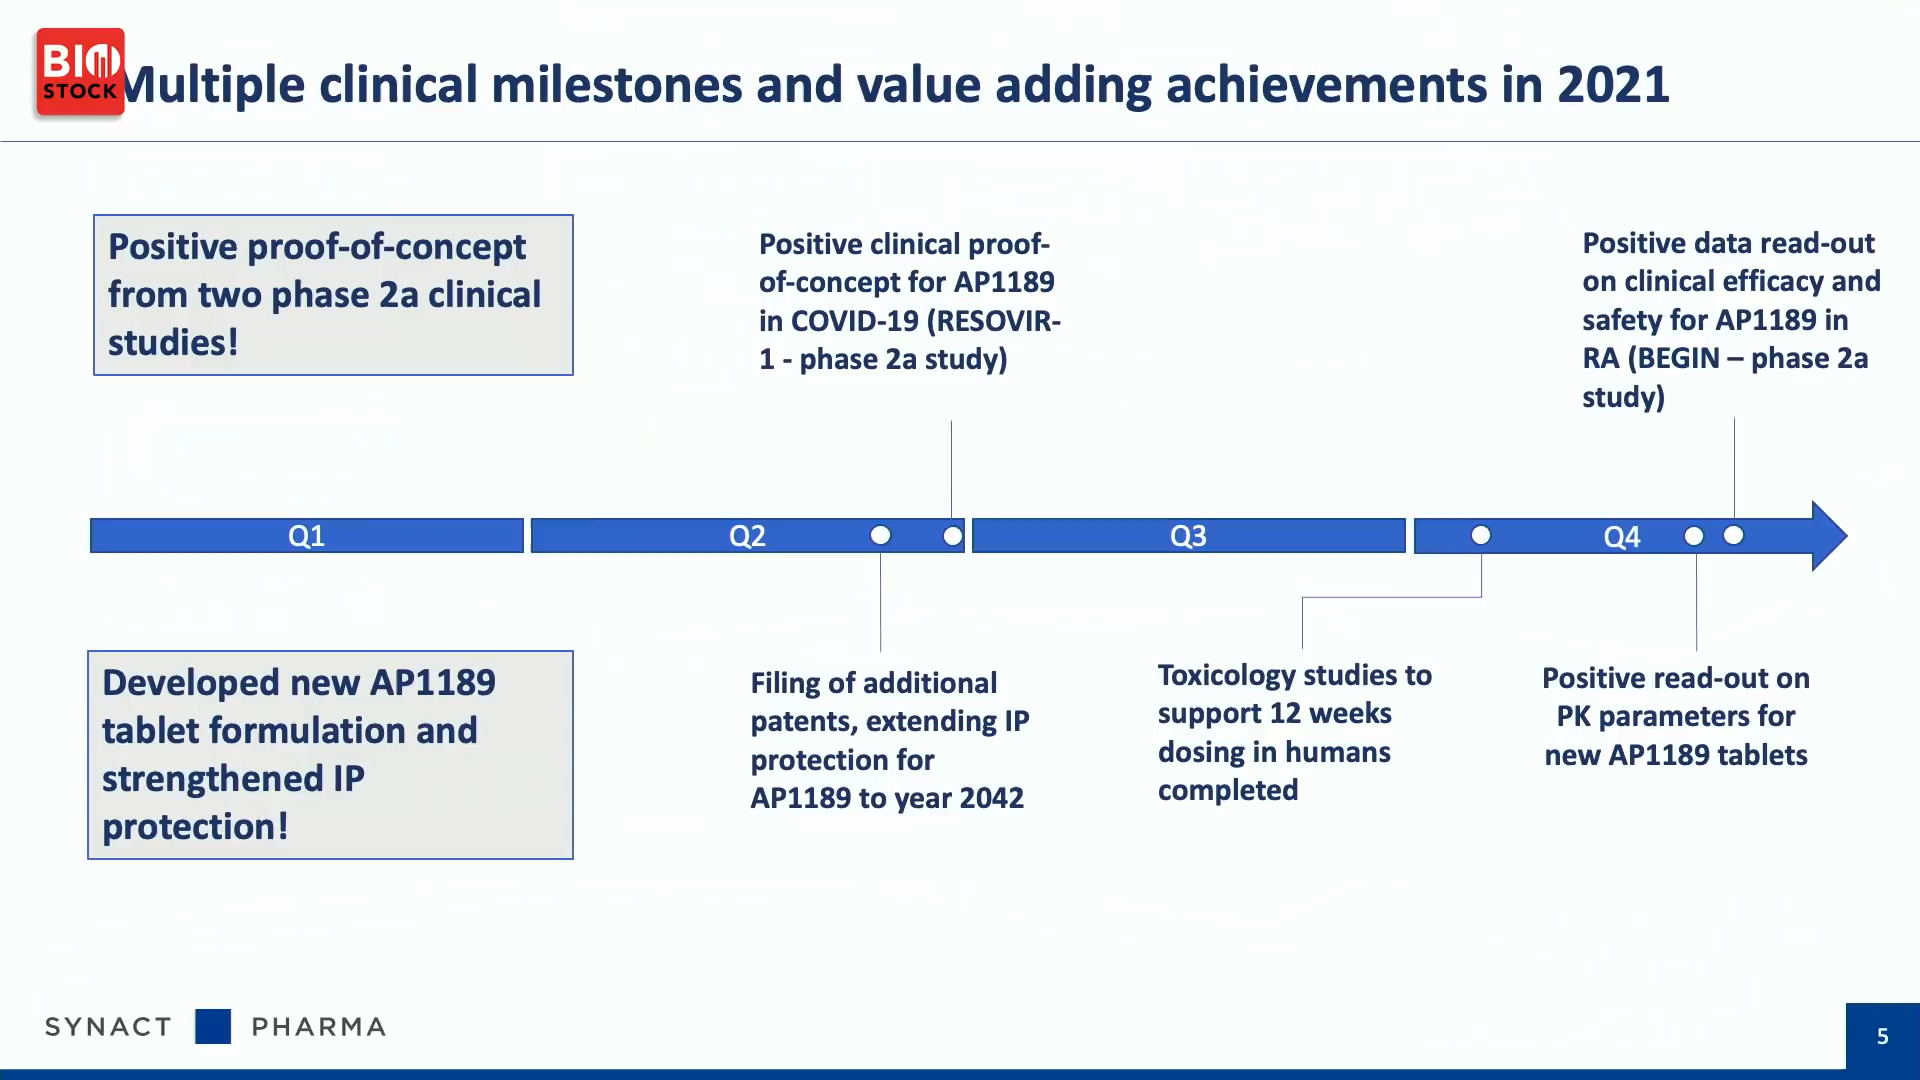 BIO
STOCK
Multiple clinical milestones and value adding achievements in 2021
Positive proof-of-concept
from two phase 2a clinical
studies!
Positive clinical proof-
of-concept for AP1189
in COVID-19 (RESOVIR-
1 - phase 2a study)
Positive data read-out
on clinical efficacy and
safety for AP1189 in
RA (BEGIN – phase 2a
study)
Q1
Q2
Q3
Q4
Developed new AP1189
tablet formulation and
strengthened IP
protection!
Filing of additional
patents, extending IP
protection for
AP1189 to year 2042
Toxicology studies to
support 12 weeks
dosing in humans
completed
Positive read-out on
PK parameters for
new AP1189 tablets
SYNACT PHARMA
5